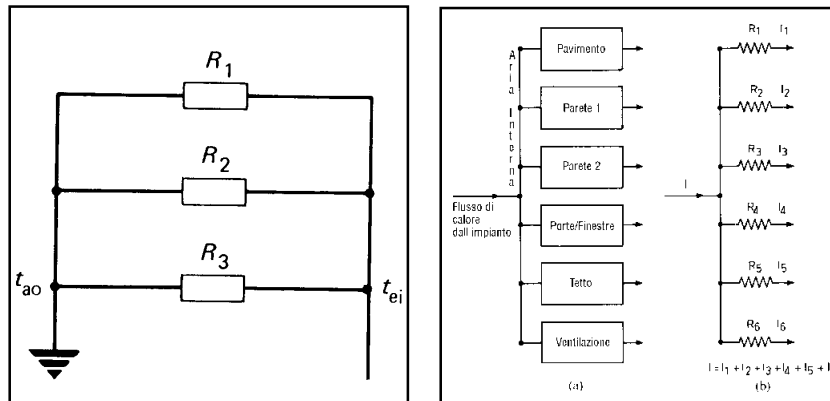 R1
R2
R3
tao
tei
Aria Interna
Pavimento
Parete 1
Parete 2
Porte/Finestre
Tetto
Ventilazione
Flusso di
calore
dall impianto
(a)
R1 I1
R2 I2
R3 I3
I
R4 I4
R5 I5
R6 I6
I=I1+I2+I3+I4+I5+I
(b)